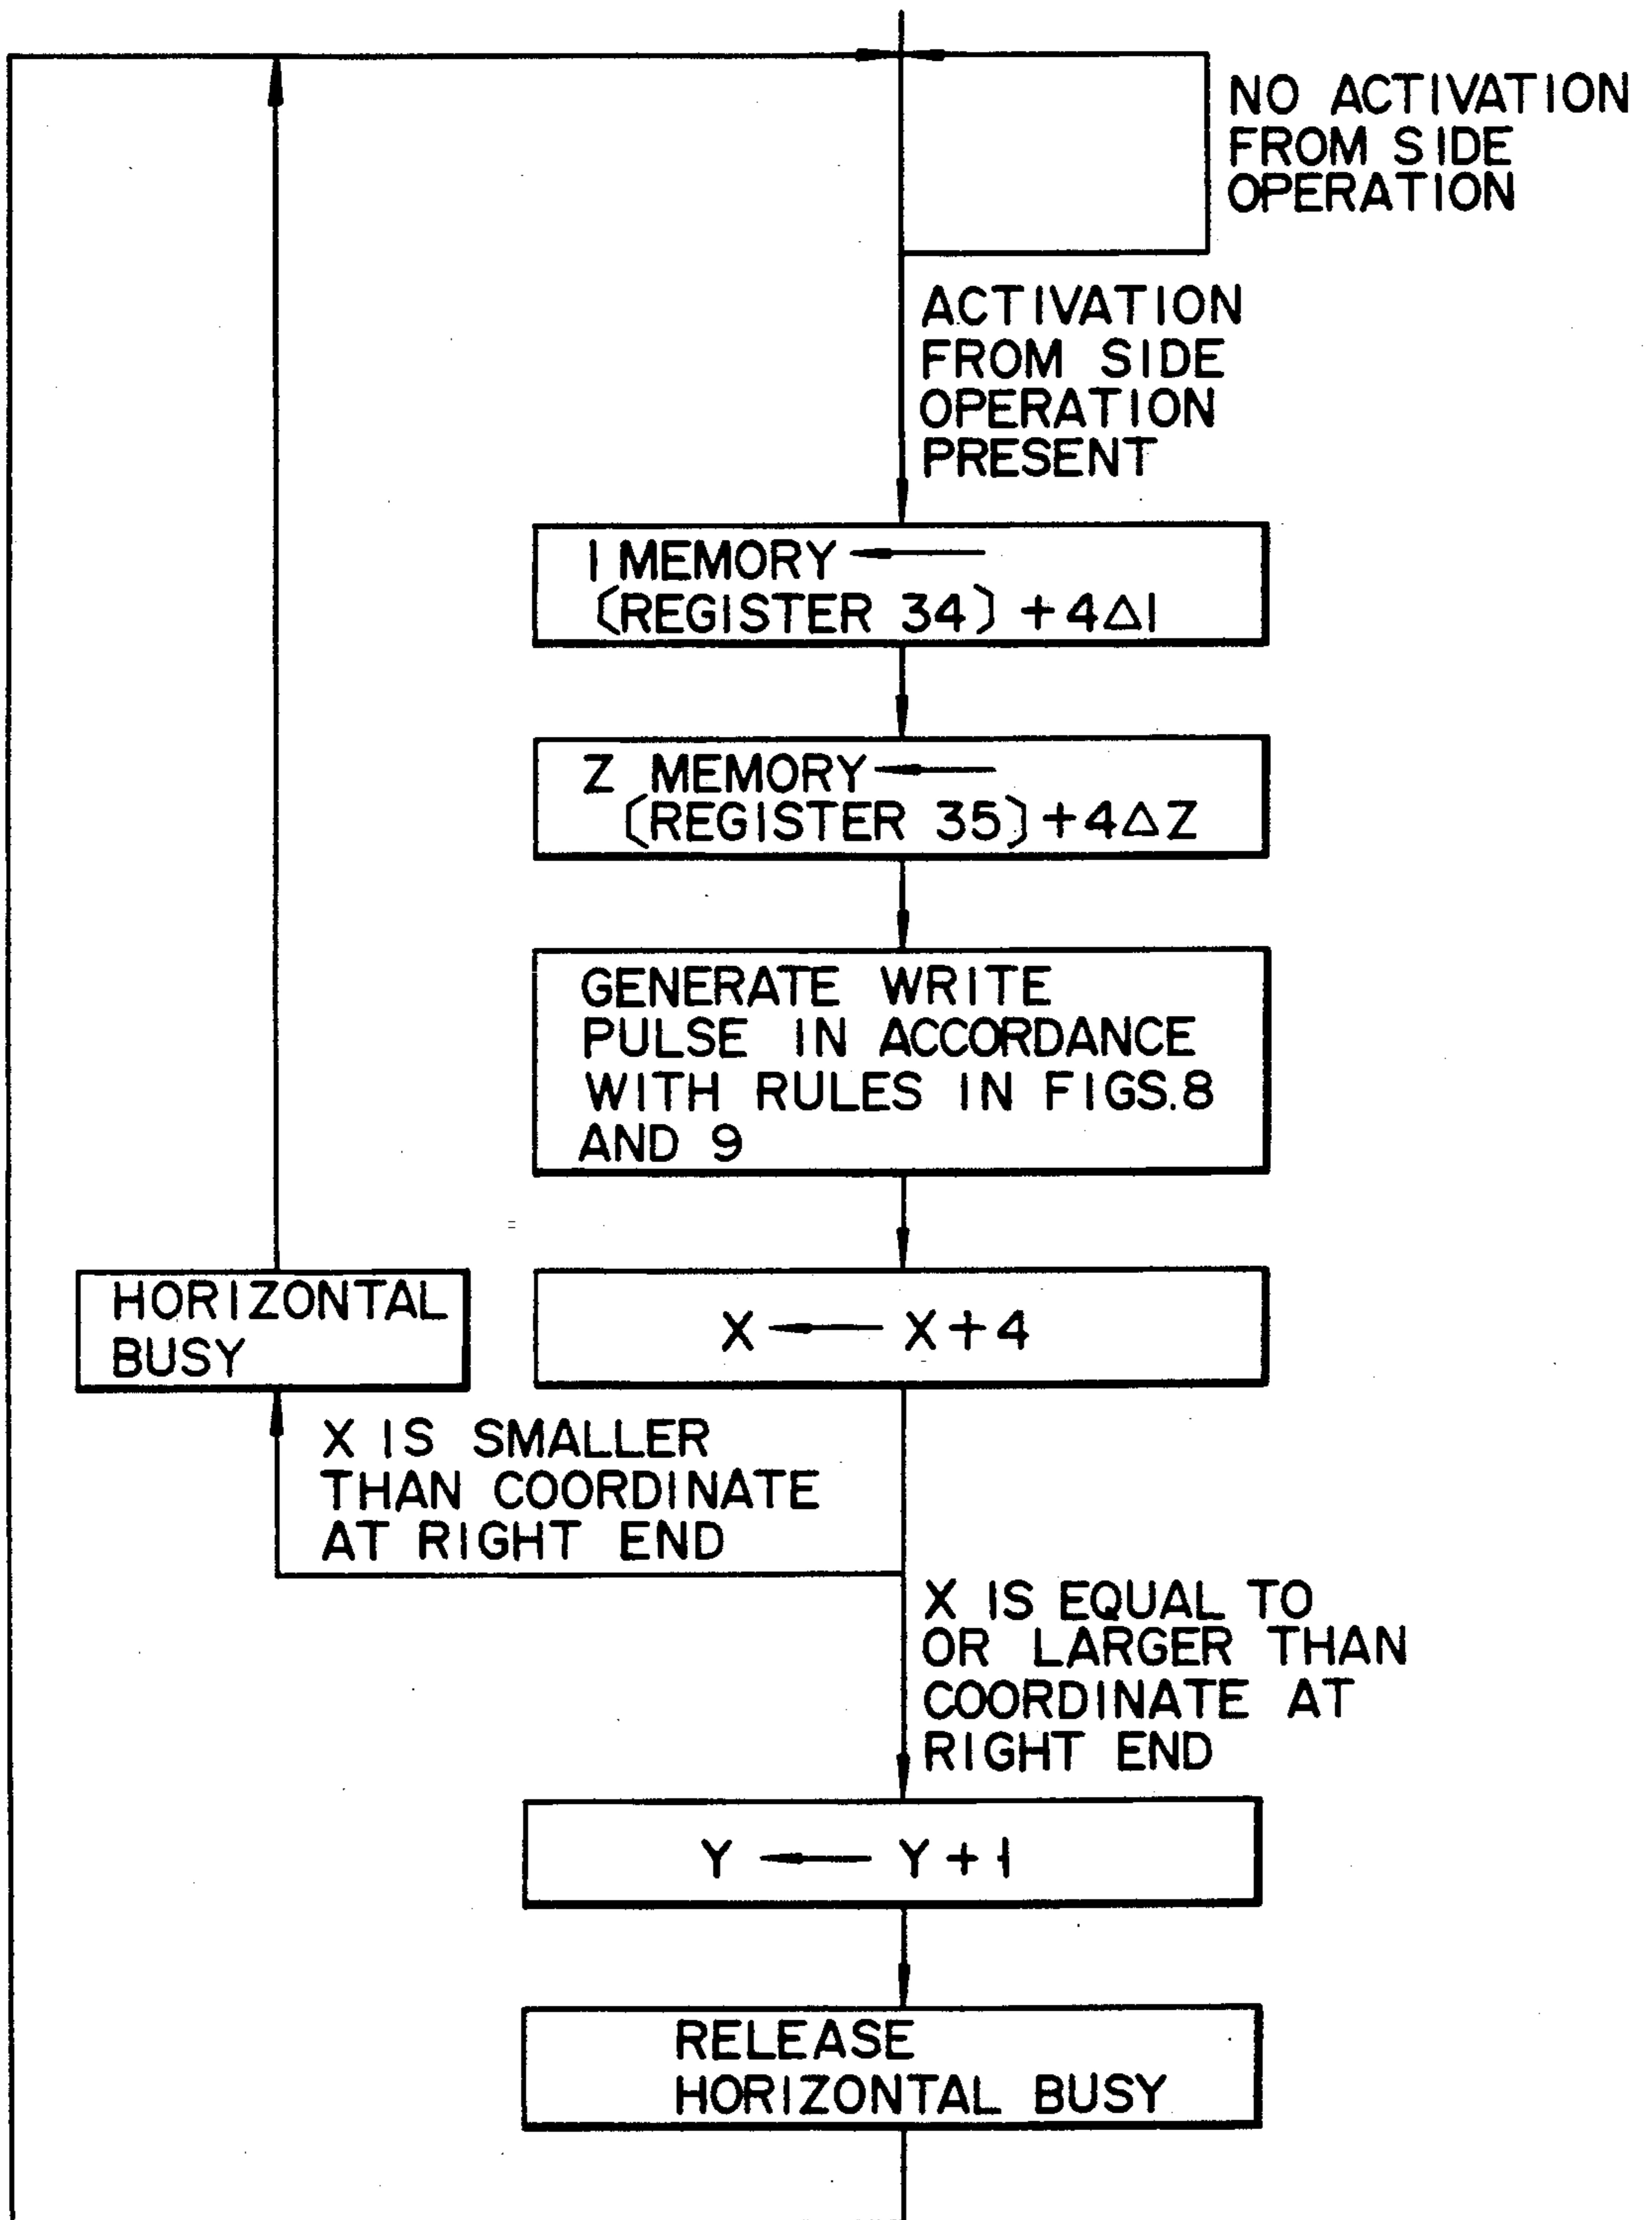 NO ACTIVATION
FROM SIDE
OPERATION
ACTIVATION
FROM SIDE
OPERATION
PRESENT
I MEMORY ←
(REGISTER 34) + 4△I
Z MEMORY ←
(REGISTER 35) + 4△Z
GENERATE WRITE
PULSE IN ACCORDANCE
WITH RULES IN FIGS.8
AND 9
X ← X+4
HORIZONTAL
BUSY
X IS SMALLER
THAN COORDINATE
AT RIGHT END
X IS EQUAL TO
OR LARGER THAN
COORDINATE AT
RIGHT END
Y ← Y+1
RELEASE
HORIZONTAL BUSY